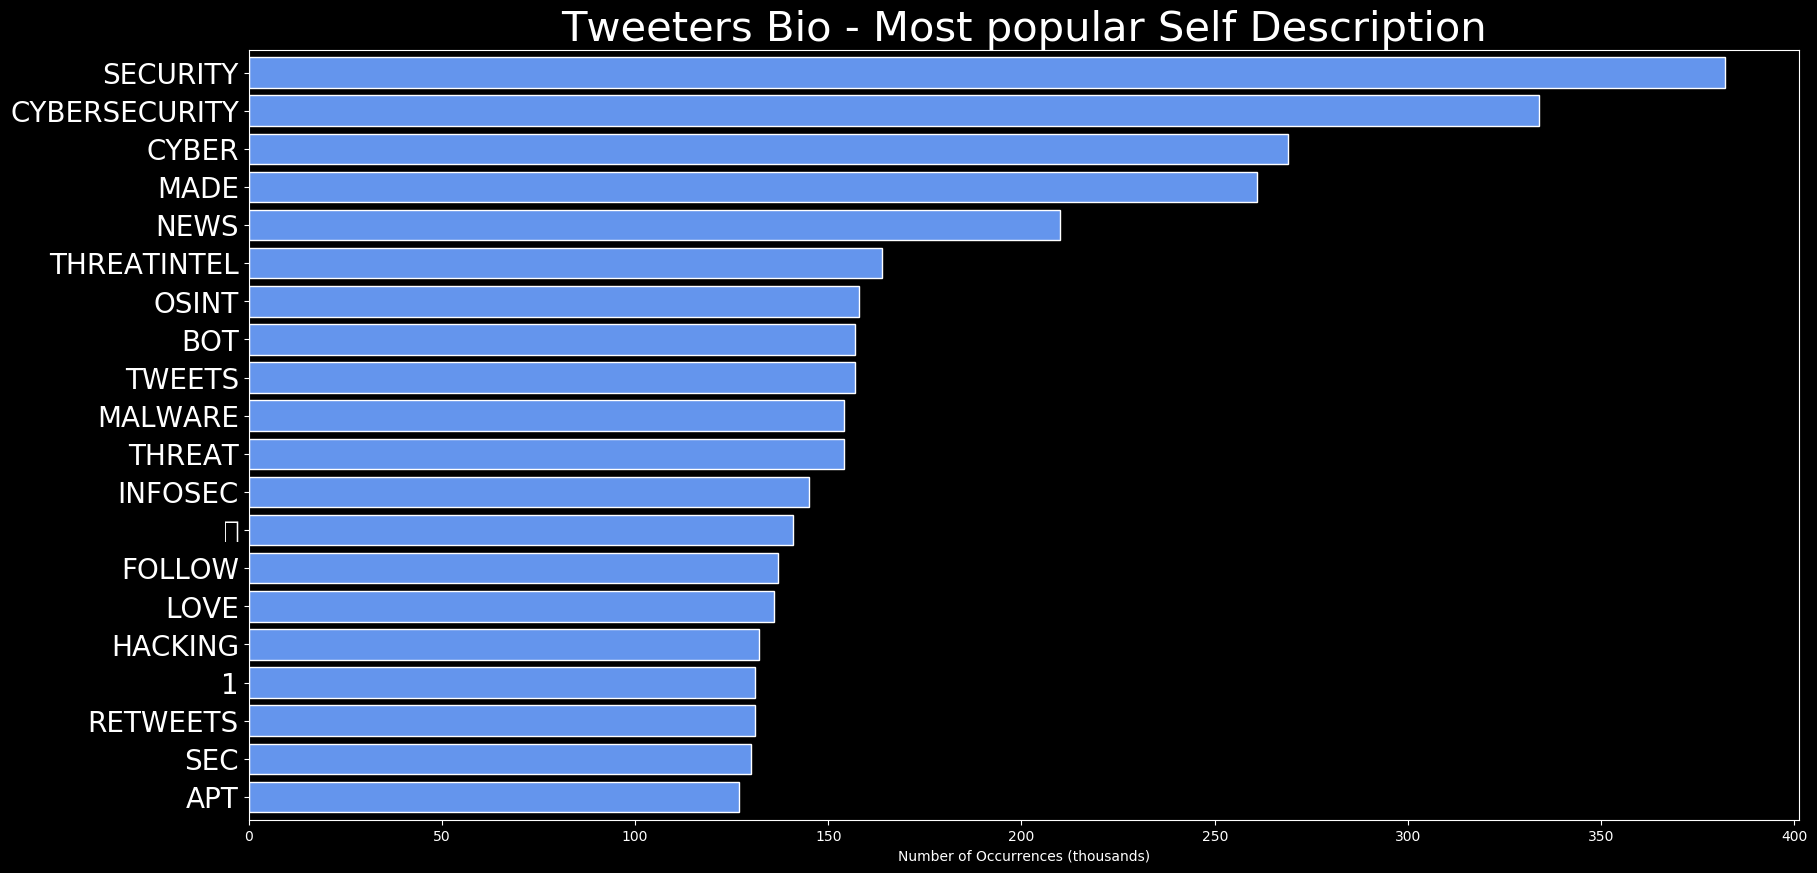 Tweeters Bio - Most popular Self Description
SECURITY
CYBERSECURITY
CYBER
MADE
NEWS
THREATINTEL
OSINT
BOT
TWEETS
MALWARE
THREAT
INFOSEC
FOLLOW
LOVE
HACKING
1
RETWEETS
SEC
APT
0 50 100 150 200 250 300 350 400
Number of Occurrences (thousands)